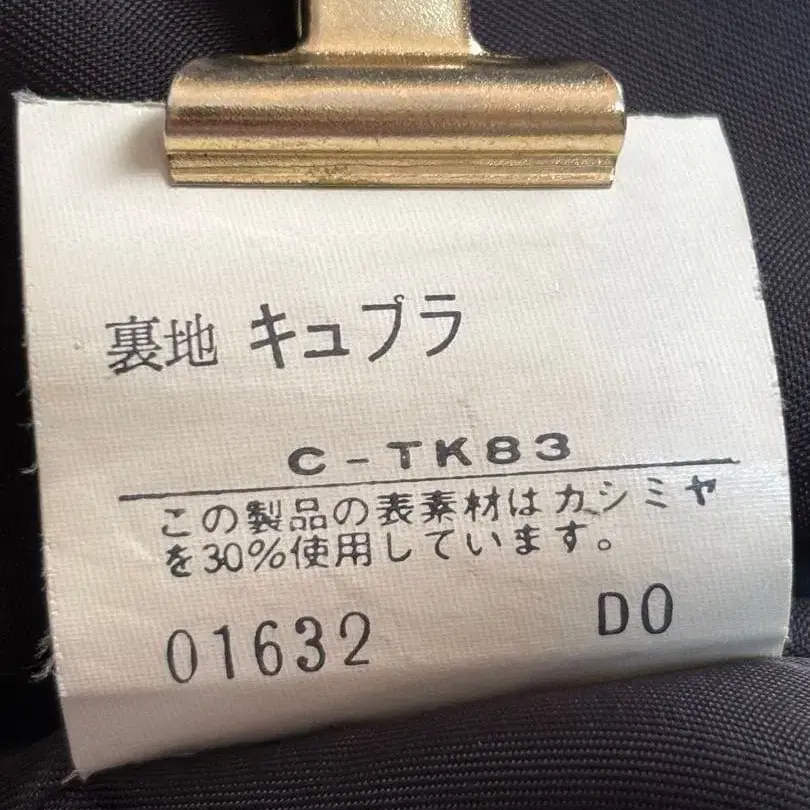 裏地 キュプラ
C-TK83
この製品の表素材はカシミヤ
を30%使用しています。
01632 DO